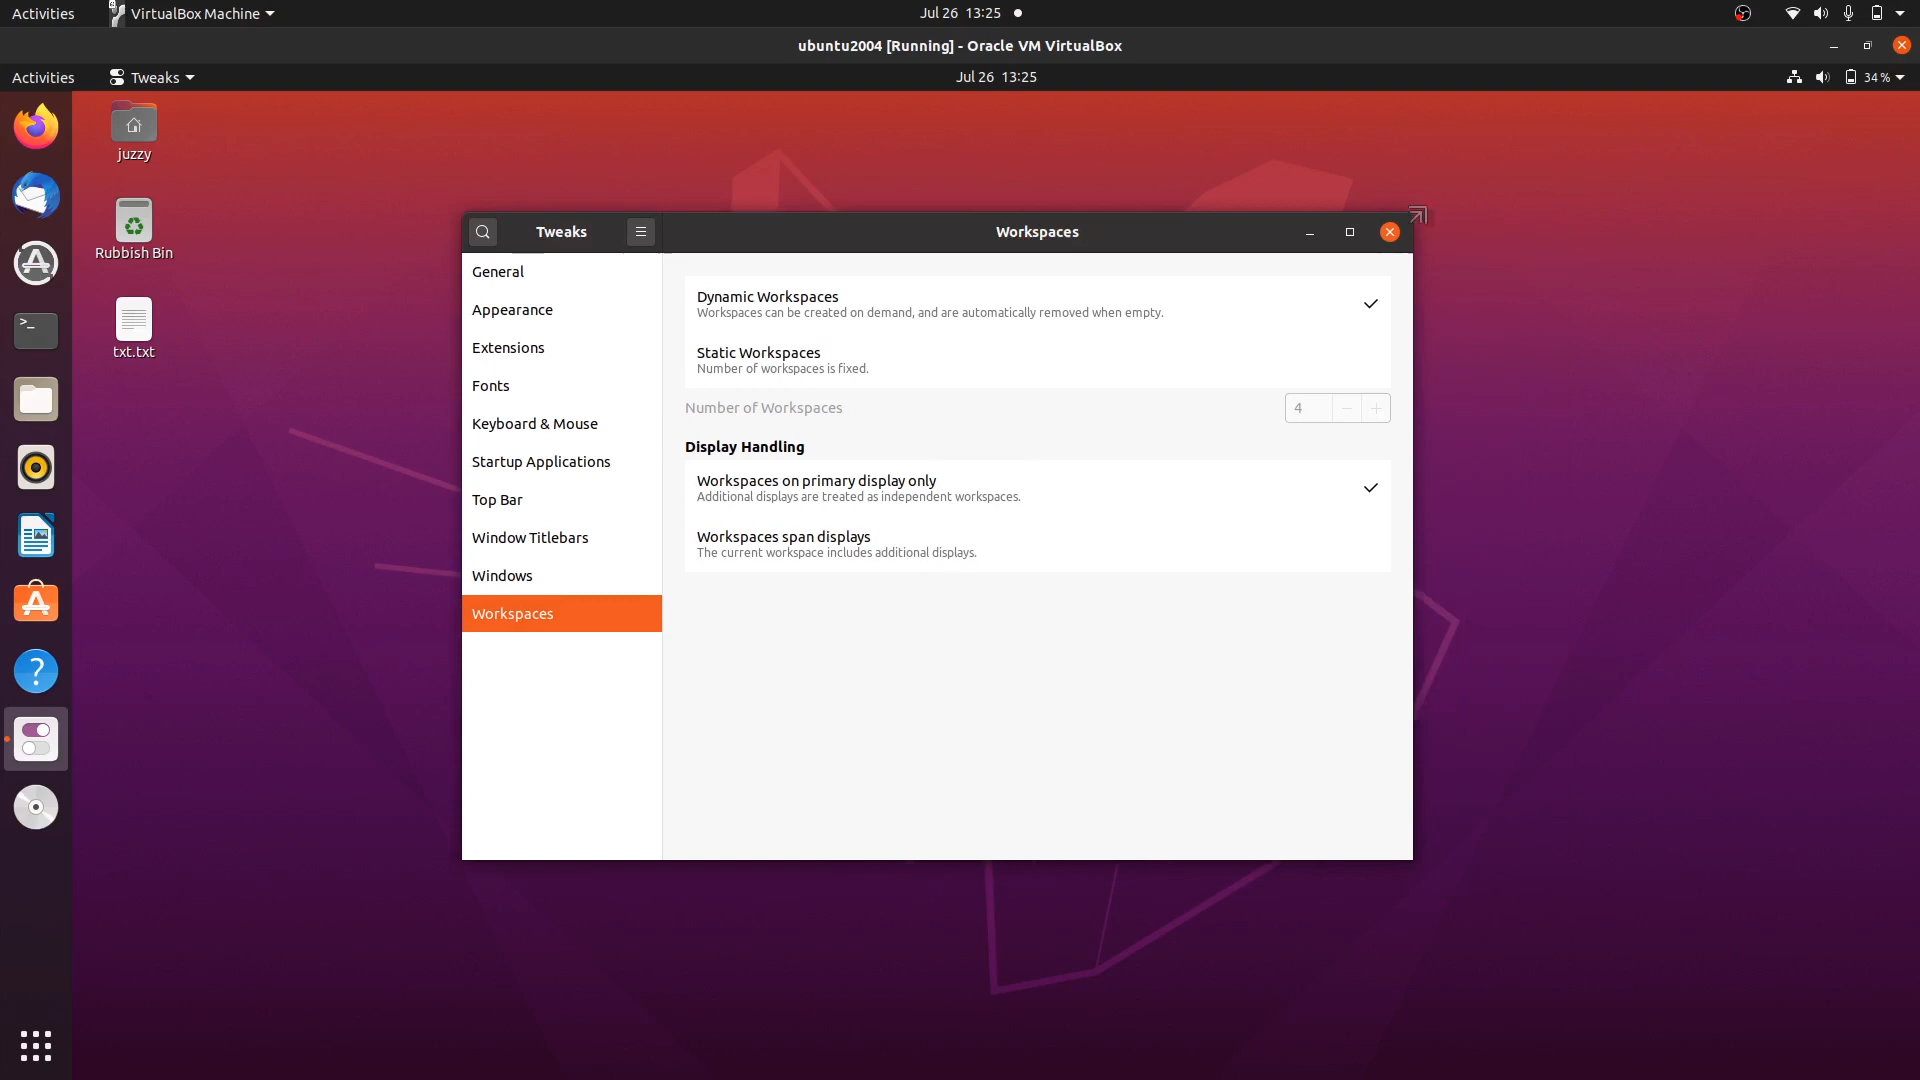 Activities
VirtualBox Machine
Jul 26 13:25
ubuntu2004 [Running] - Oracle VM VirtualBox
Activities
Tweaks
Jul 26 13:25
34 %
juzzy
Rubbish Bin
txt.txt
Tweaks
Workspaces
General
Appearance
Extensions
Fonts
Keyboard & Mouse
Startup Applications
Top Bar
Window Titlebars
Windows
Workspaces
Dynamic Workspaces
Workspaces can be created on demand, and are automatically removed when empty.
Static Workspaces
Number of workspaces is fixed.
Number of Workspaces
4
Display Handling
Workspaces on primary display only
Additional displays are treated as independent workspaces.
Workspaces span displays
The current workspace includes additional displays.